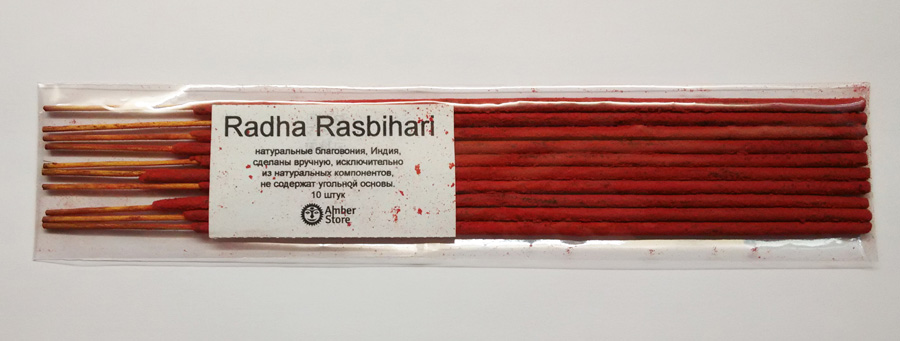 Radha Rasbihari
натуральные благовония, Индия,
сделаны вручную, исключительно
из натуральных компонентов,
не содержат угольной основы.
10 штук
Amber
Store